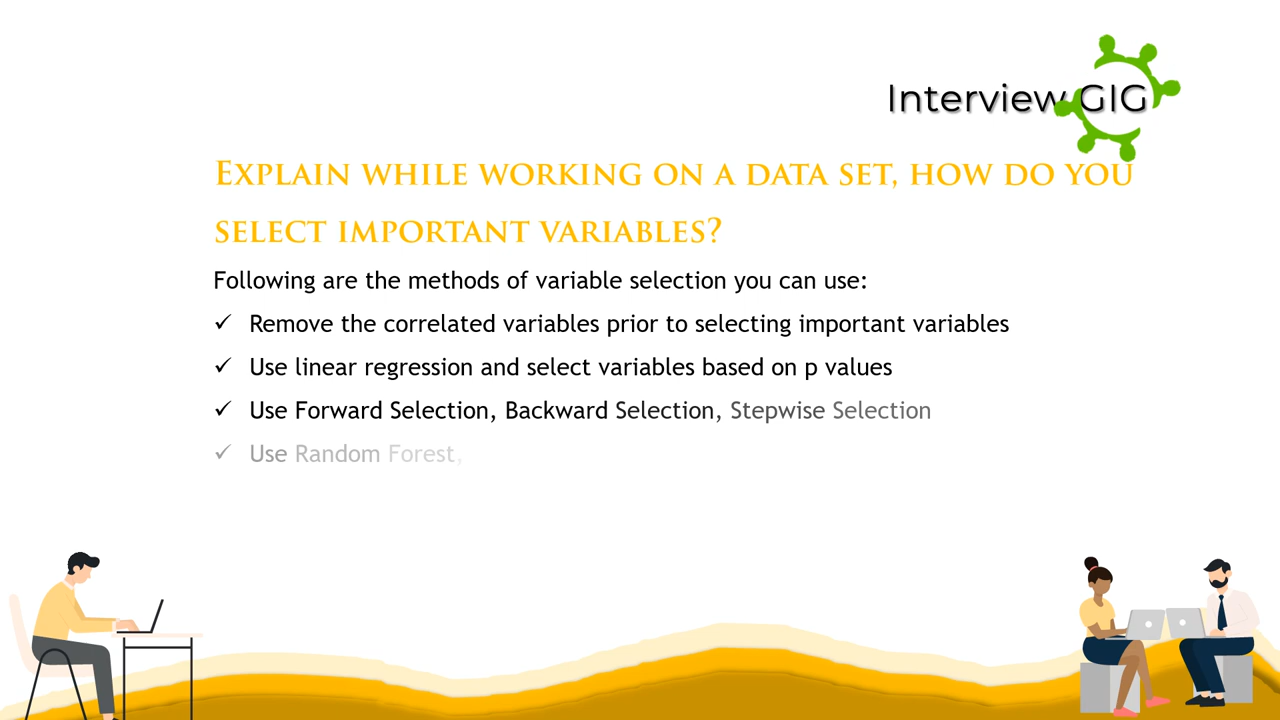 Interview GIG
Explain while working on a data set, how do you
select important variables?
Following are the methods of variable selection you can use:
✓ Remove the correlated variables prior to selecting important variables
✓ Use linear regression and select variables based on p values
✓ Use Forward Selection, Backward Selection, Stepwise Selection
✓ Use Random Forest,